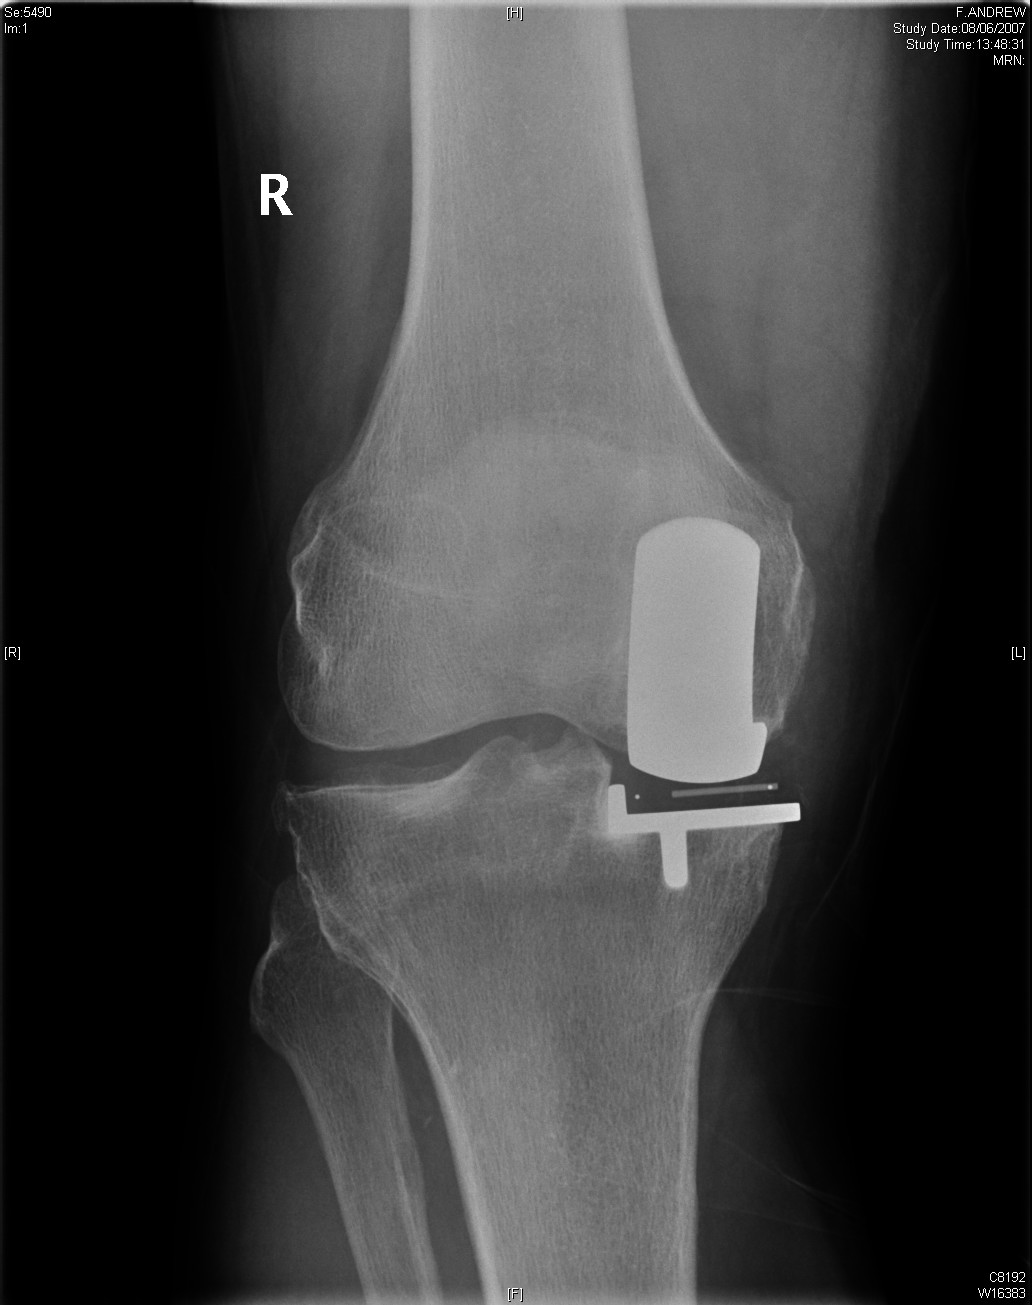 Se:5490
Im:1
[H]
F.ANDREW
Study Date:08/06/2007
Study Time:13:48:31
MRN:
R
[R]
[L]
C8192
W16383
[F]